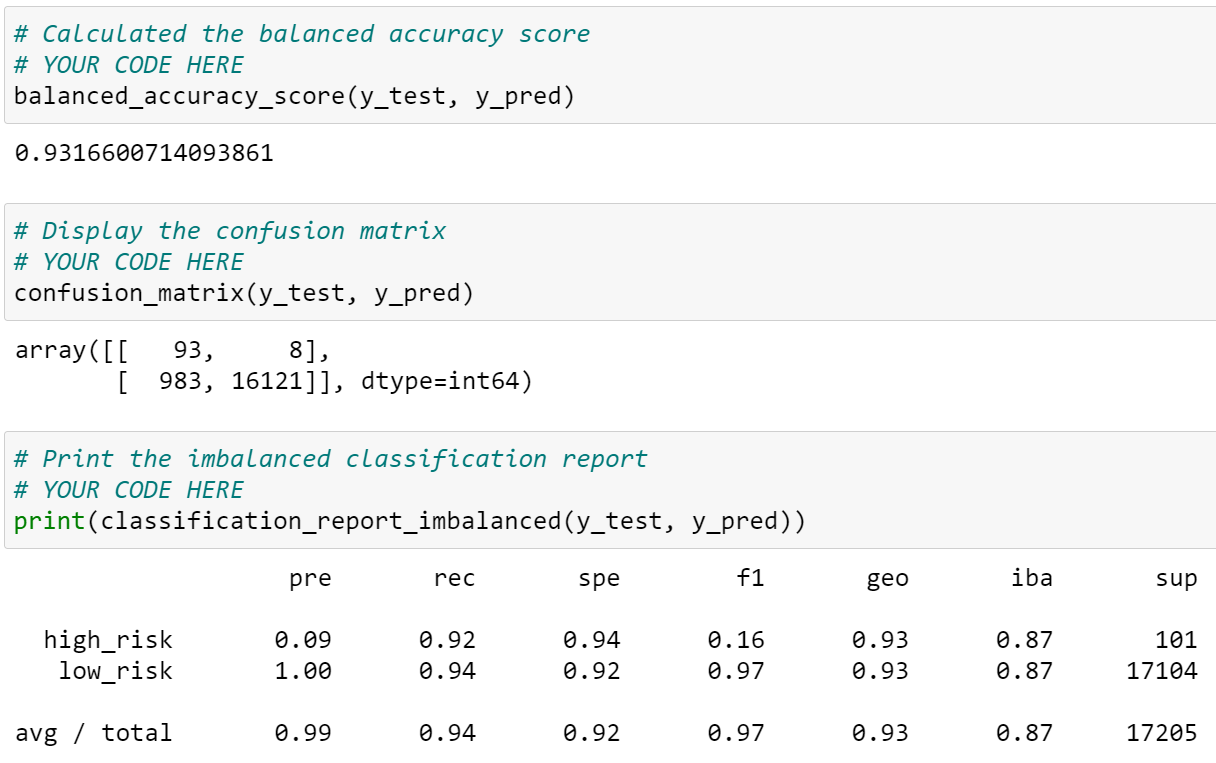 # Calculated the balanced accuracy score
# YOUR CODE HERE
balanced_accuracy_score(y_test, y_pred)
0.9316600714093861
# Display the confusion matrix
# YOUR CODE HERE
confusion_matrix(y_test, y_pred)
array([[   93,     8],
       [  983, 16121]], dtype=int64)
# Print the imbalanced classification report
# YOUR CODE HERE
print(classification_report_imbalanced(y_test, y_pred))
                   pre       rec       spe        f1       geo       iba       sup
  high_risk       0.09      0.92      0.94      0.16      0.93      0.87       101
   low_risk       1.00      0.94      0.92      0.97      0.93      0.87     17104
avg / total       0.99      0.94      0.92      0.97      0.93      0.87     17205